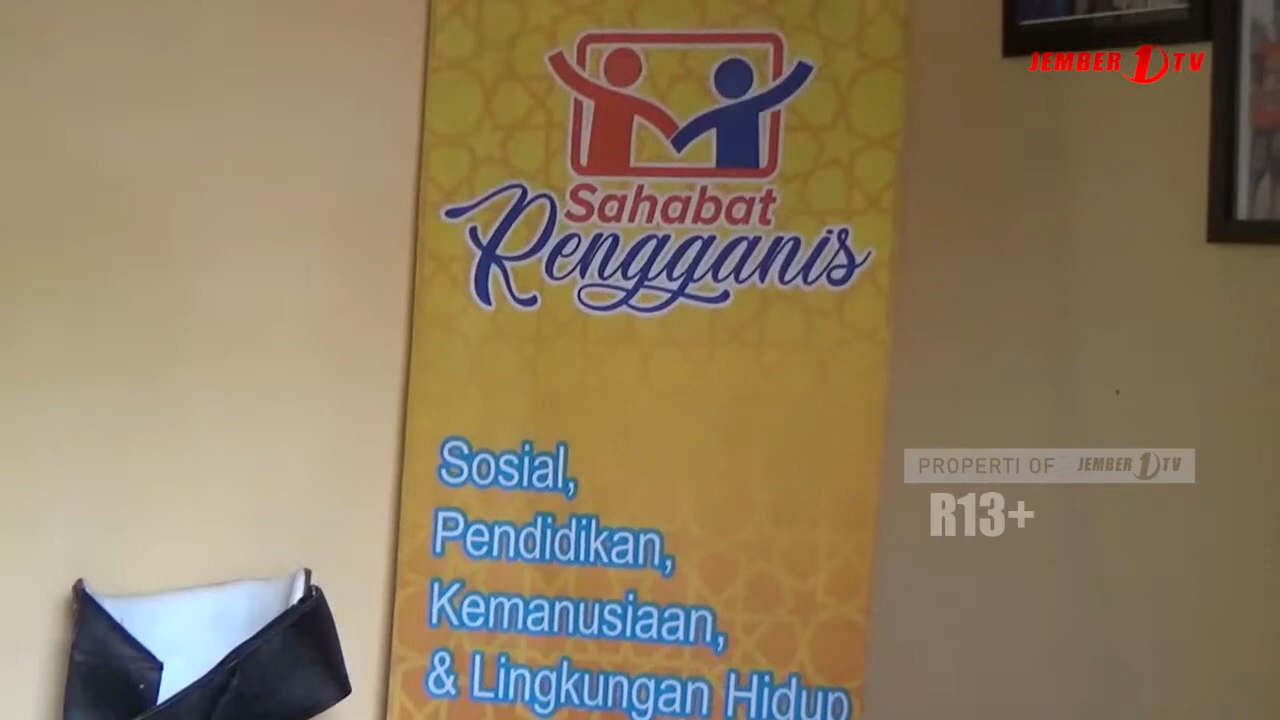 JEMBER 1 TV
Sahabat
Rengganis
Sosial,
Pendidikan,
Kemanusiaan,
& Lingkungan Hidup
PROPERTI OF JEMBER 1 TV
R13+